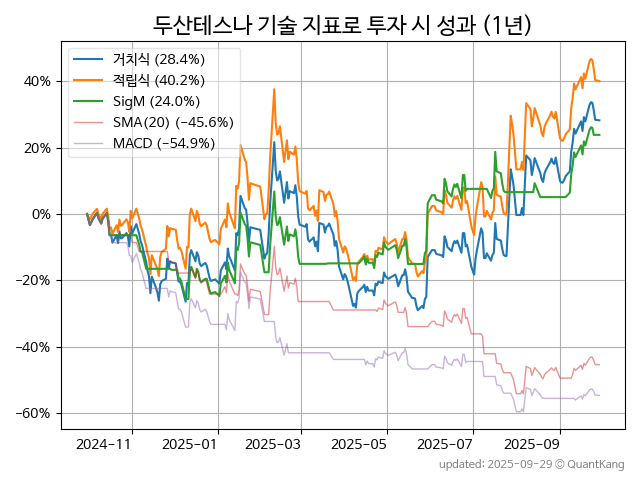 두산테스나 기술 지표로 투자 시 성과 (1년)
거치식 (28.4%)
적립식 (40.2%)
SigM (24.0%)
SMA(20) (−45.6%)
MACD (−54.9%)
40%
20%
0%
−20%
−40%
−60%
2024-11
2025-01
2025-03
2025-05
2025-07
2025-09
updated: 2025-09-29 © QuantKang